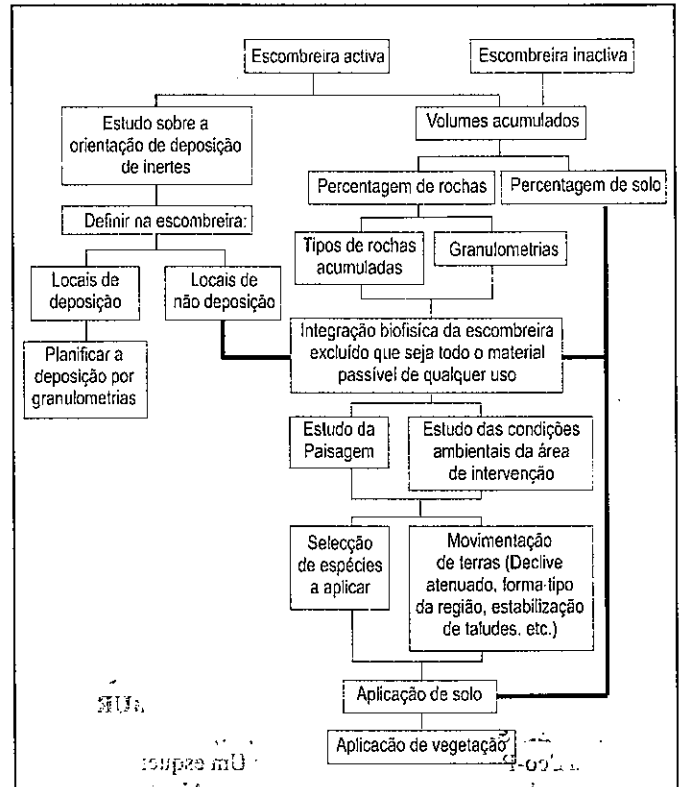 Escombreira activa
Escombreira inactiva
Estudo sobre a
orientação de deposição
de inertes
Volumes acumulados
Percentagem de rochas
Percentagem de solo
Definir na escombreira:
Tipos de rochas
acumuladas
Granulometrias
Locais de
deposição
Locais de
não deposição
Planificar a
deposição por
granulometrias
Integração biofisíca da escombreira
excluído que seja todo o material
passível de qualquer uso
Estudo da
Paisagem
Estudo das condições
ambientais da área
de intervenção
Selecção
de espécies
a aplicar
Movimentação
de terras (Declive
atenuado, forma-tipo
da região, estabilização
de taludes, etc.)
Aplicação de solo
Aplicacão de vegetação
Um esque